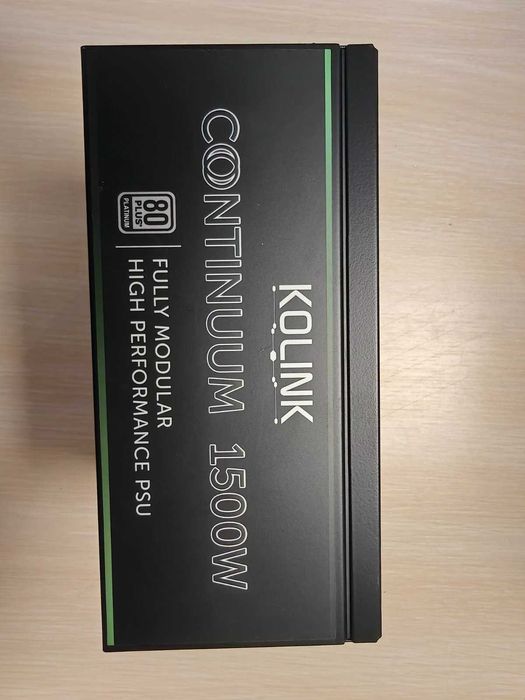 KOLINK
CONTINUUM 1500W
80
PLUS
PLATINUM
FULLY MODULAR
HIGH PERFORMANCE PSU